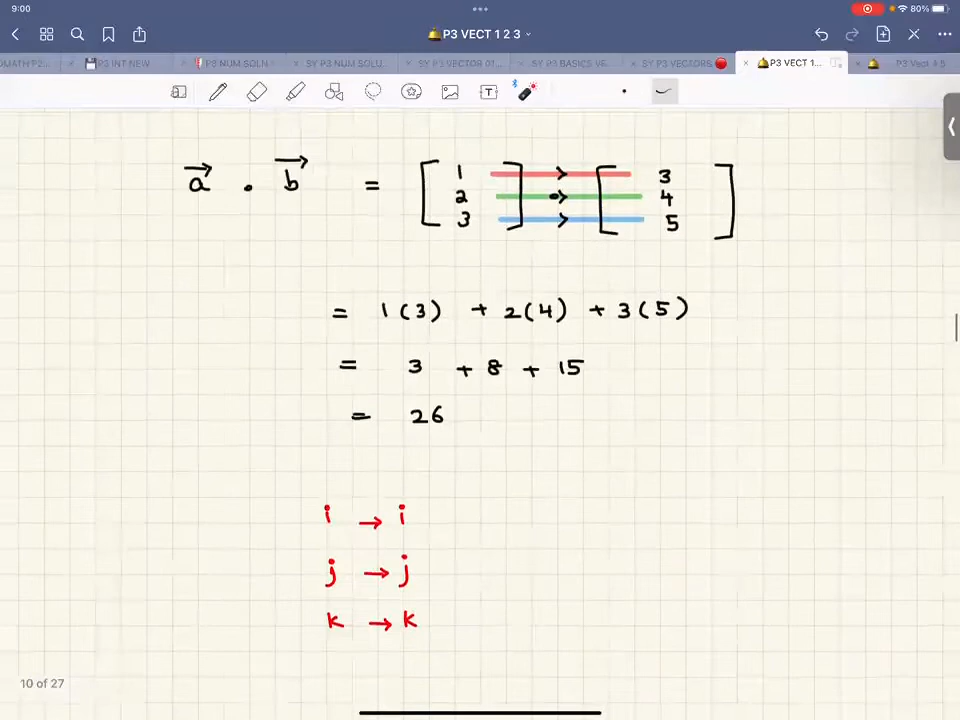 9:00
80%
P3 VECT 1 2 3
P3 INT NEW
P3 NUM SOLN
SY P3 NUM SOLU...
SY P3 VECTOR 01...
SY P3 BASICS VE...
SY P3 VECTORS
P3 VECT 1...
P3 Vect 4 5
a⃗ . b⃗ = [1 2 3] . [3 4 5]
= 1(3) + 2(4) + 3(5)
= 3 + 8 + 15
= 26
i → i
j → j
k → k
10 of 27